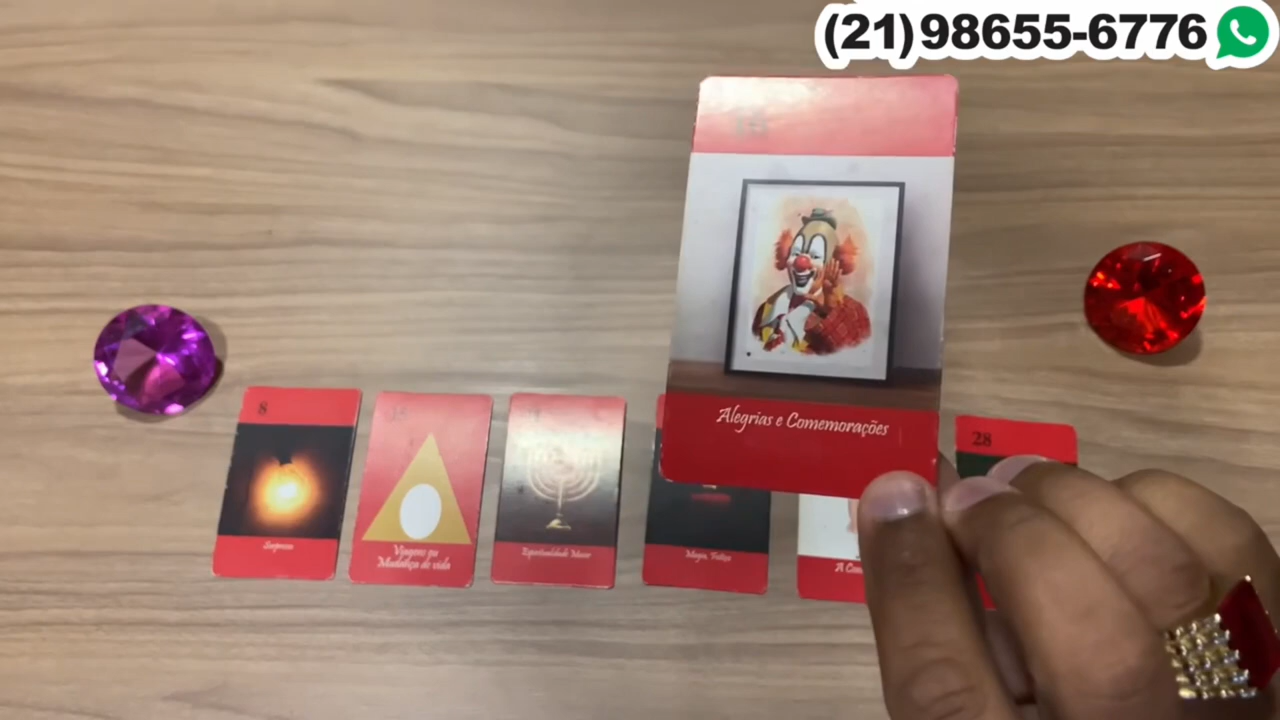 (21)98655-6776
Alegrias e Comemorações
8
28
Surpresa
Viagens ou
Mudança de vida
Espiritualidade Maior
Magia, Feitiço